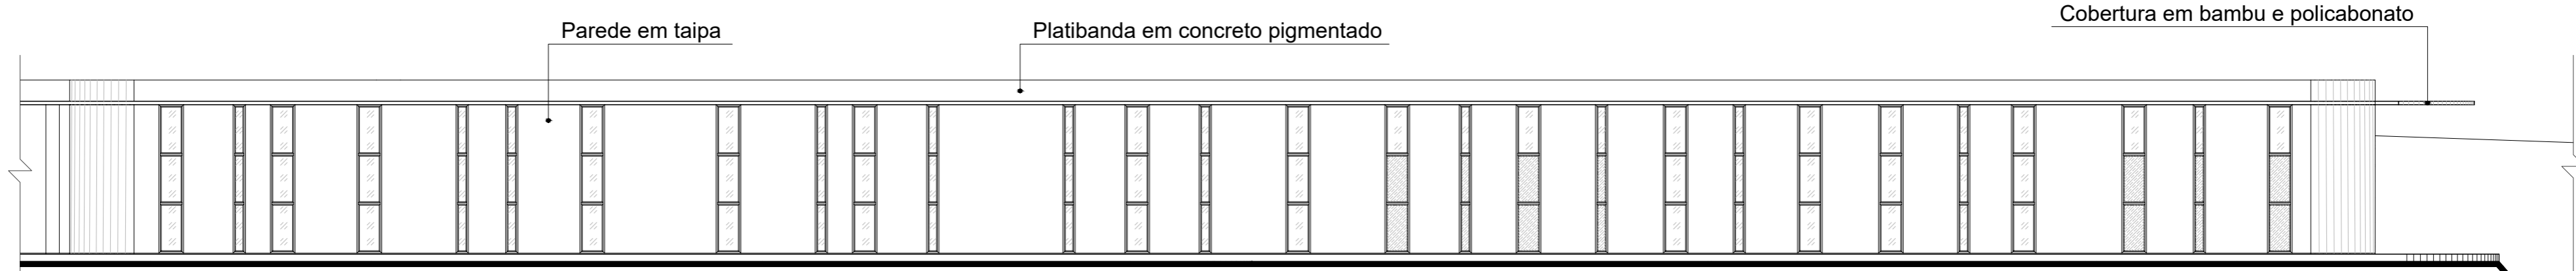 Parede em taipa
Platibanda em concreto pigmentado
Cobertura em bambu e policabonato